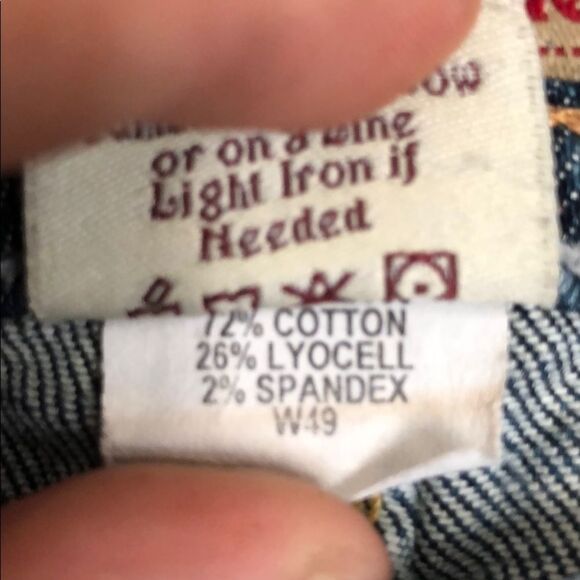 or on a Line
Light Iron if
Needed
72% COTTON
26% LYOCELL
2% SPANDEX
W49